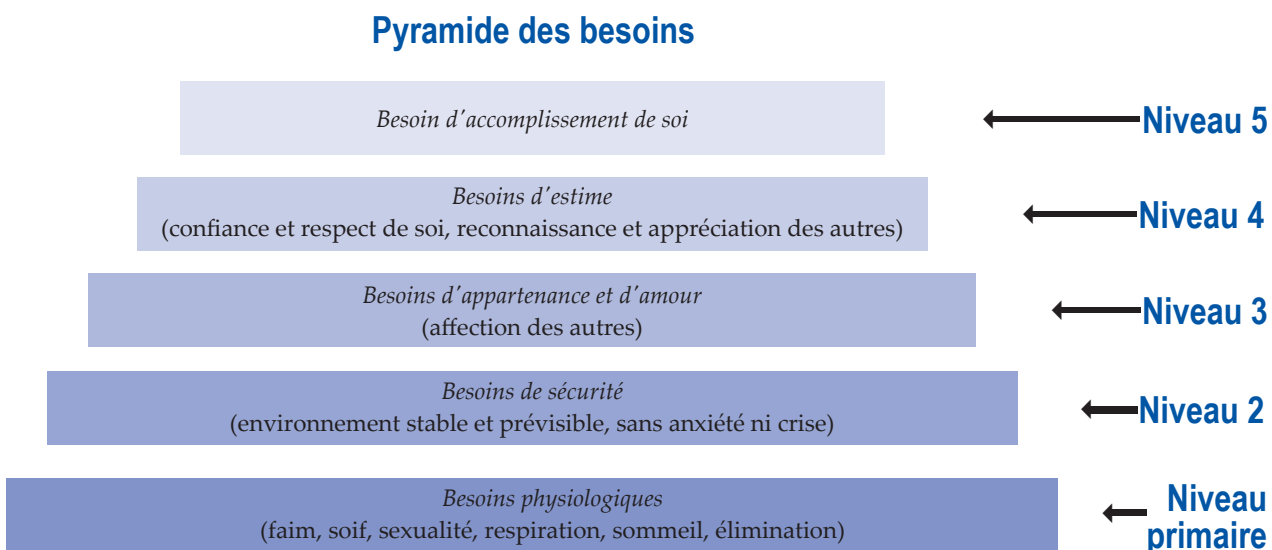 Pyramide des besoins
Besoin d'accomplissement de soi
Niveau 5
Besoins d'estime
(confiance et respect de soi, reconnaissance et appréciation des autres)
Niveau 4
Besoins d'appartenance et d'amour
(affection des autres)
Niveau 3
Besoins de sécurité
(environnement stable et prévisible, sans anxiété ni crise)
Niveau 2
Besoins physiologiques
(faim, soif, sexualité, respiration, sommeil, élimination)
Niveau
primaire